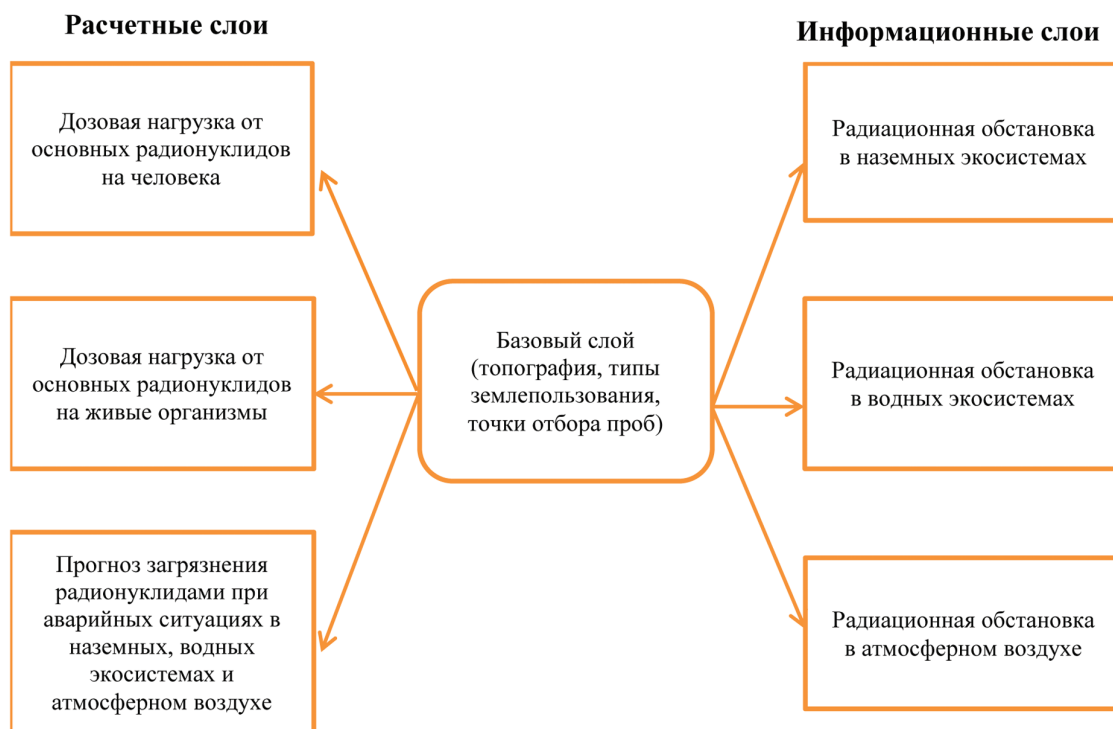 Расчетные слои
Информационные слои
Дозовая нагрузка от
основных радионуклидов
на человека
Дозовая нагрузка от
основных радионуклидов
на живые организмы
Прогноз загрязнения
радионуклидами при
аварийных ситуациях в
наземных, водных
экосистемах и
атмосферном воздухе
Базовый слой
(топография, типы
землепользования,
точки отбора проб)
Радиационная обстановка
в наземных экосистемах
Радиационная обстановка
в водных экосистемах
Радиационная обстановка
в атмосферном воздухе